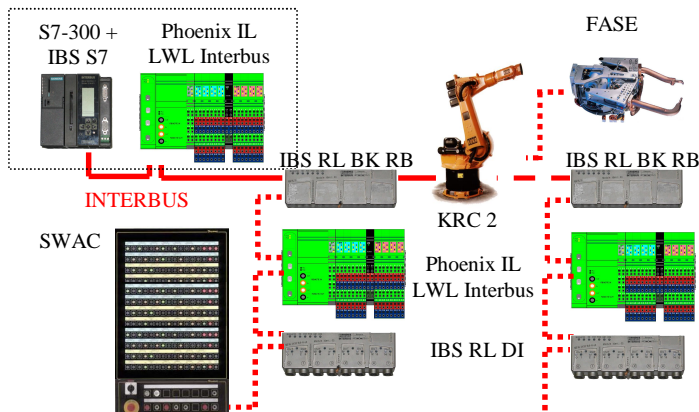 S7-300 +
IBS S7
Phoenix IL
LWL Interbus
FASE
IBS RL BK RB
IBS RL BK RB
INTERBUS
KRC 2
SWAC
Phoenix IL
LWL Interbus
IBS RL DI